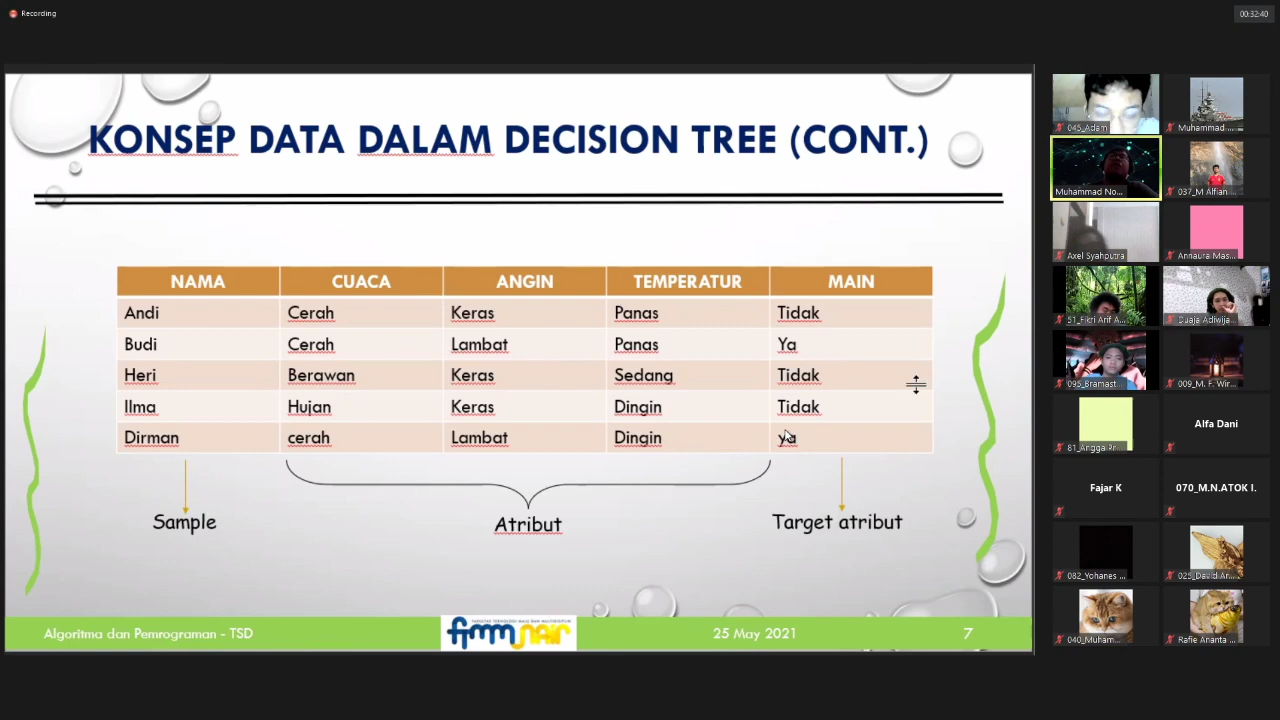 Recording
00:32:40
KONSEP DATA DALAM DECISION TREE (CONT.)
NAMA CUACA ANGIN TEMPERATUR MAIN
Andi Cerah Keras Panas Tidak
Budi Cerah Lambat Panas Ya
Heri Berawan Keras Sedang Tidak
Ilma Hujan Keras Dingin Tidak
Dirman cerah Lambat Dingin ya
Sample Atribut Target atribut
Algoritma dan Pemrograman - TSD
25 May 2021
7
045_Adam
Muhammad ...
Muhammad No...
037_M Alfian ...
Axel Syahputra
Annaura Mas...
51_Fikri Arif A...
Duaja Adiwija...
095_Bramast...
009_M. F. Wir...
81_Angga Pr...
Alfa Dani
Fajar K
070_M.N.ATOK I.
082_Yohanes ...
025_David Ar...
040_Muham...
Rafie Ananta ...